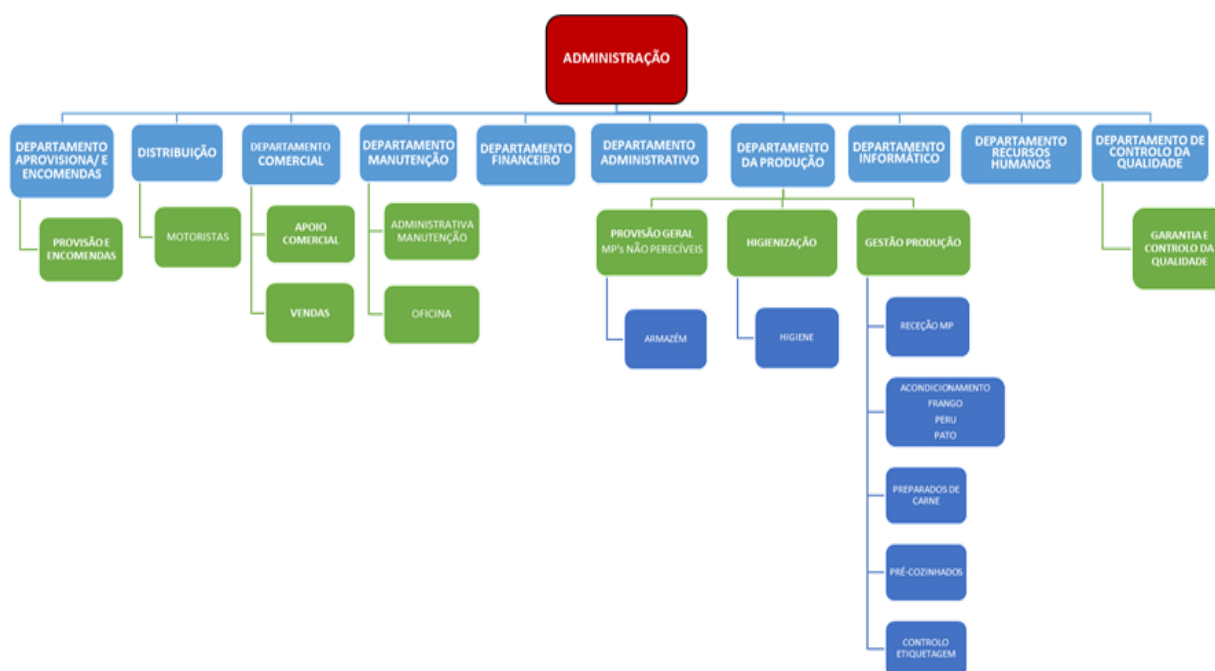 ADMINISTRAÇÃO
DEPARTAMENTO
APROVISIONA/ E
ENCOMENDAS
DISTRIBUIÇÃO
DEPARTAMENTO
COMERCIAL
DEPARTAMENTO
MANUTENÇÃO
DEPARTAMENTO
FINANCEIRO
DEPARTAMENTO
ADMINISTRATIVO
DEPARTAMENTO
DA PRODUÇÃO
DEPARTAMENTO
INFORMÁTICO
DEPARTAMENTO
RECURSOS
HUMANOS
DEPARTAMENTO DE
CONTROLO DA
QUALIDADE
PROVISÃO E
ENCOMENDAS
MOTORISTAS
APOIO
COMERCIAL
VENDAS
ADMINISTRATIVA
MANUTENÇÃO
OFICINA
PROVISÃO GERAL
MP's NÃO PERECÍVEIS
ARMAZÉM
HIGIENIZAÇÃO
HIGIENE
GESTÃO PRODUÇÃO
RECEÇÃO MP
ACONDICIONAMENTO
FRANGO
PERU
PATO
PREPARADOS DE
CARNE
PRÉ-COZINHADOS
CONTROLO
ETIQUETAGEM
GARANTIA E
CONTROLO DA
QUALIDADE